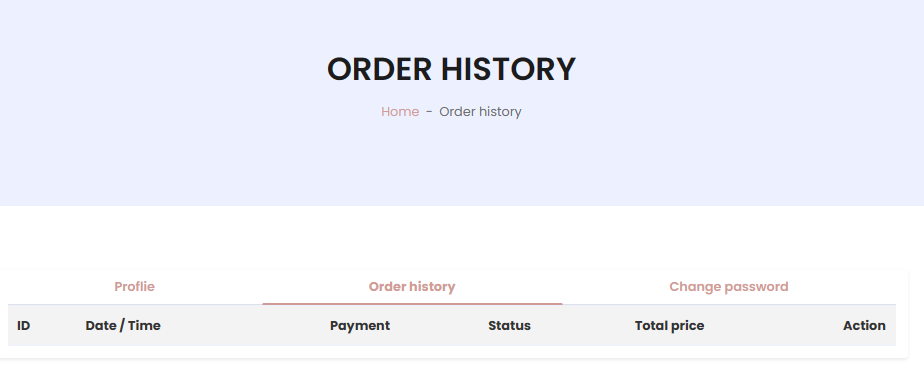 ORDER HISTORY
Home - Order history
Proflie Order history Change password
ID Date / Time Payment Status Total price Action